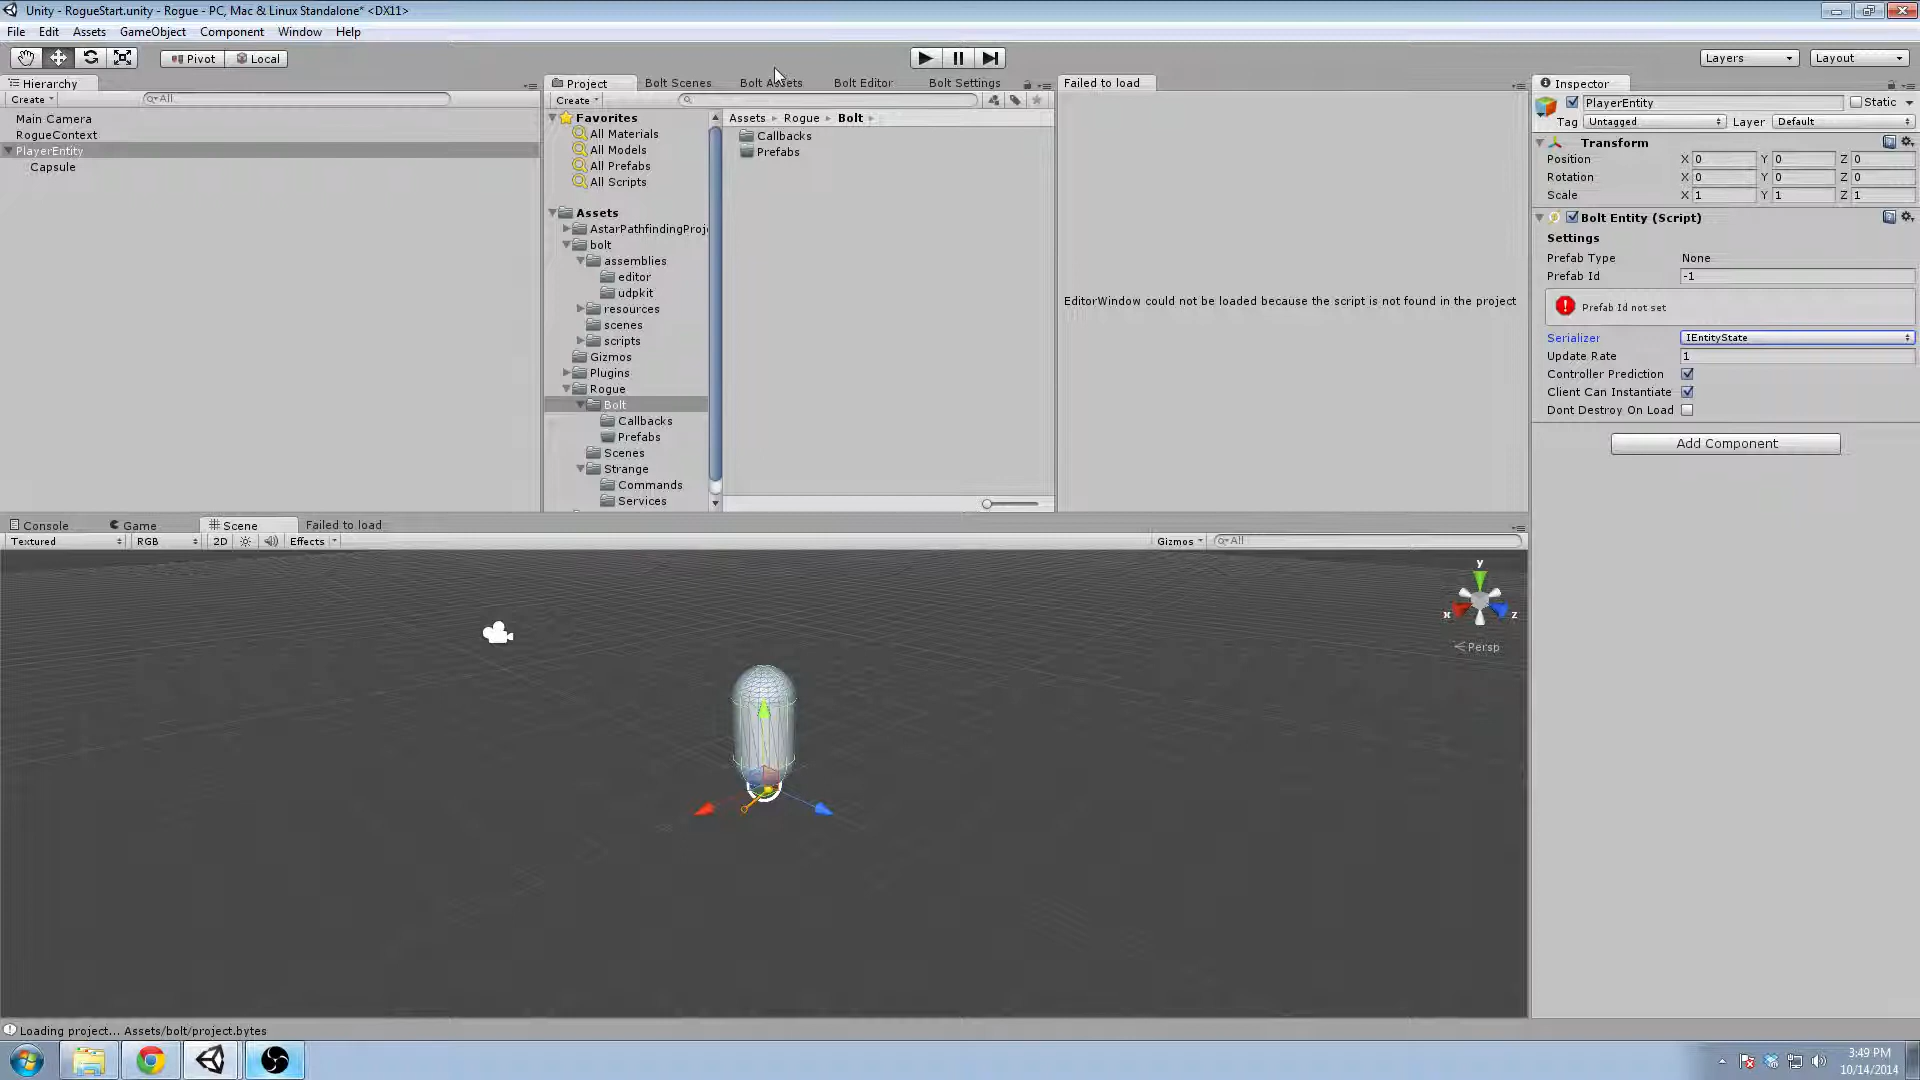 Unity - RogueStart.unity - Rogue - PC, Mac & Linux Standalone* <DX11>
File Edit Assets GameObject Component Window Help
Pivot Local Layers Layout
Hierarchy
Create All
Main Camera
RogueContext
PlayerEntity
Capsule
Project Bolt Scenes Bolt Assets Bolt Editor Bolt Settings
Create
Favorites
All Materials
All Models
All Prefabs
All Scripts
Assets
AstarPathfindingProj
bolt
assemblies
editor
udpkit
resources
scenes
scripts
Gizmos
Plugins
Rogue
Bolt
Callbacks
Prefabs
Scenes
Strange
Commands
Services
Assets Rogue Bolt
Callbacks
Prefabs
Failed to load
EditorWindow could not be loaded because the script is not found in the project
Inspector
PlayerEntity Static
Tag Untagged Layer Default
Transform
Position X 0 Y 0 Z 0
Rotation X 0 Y 0 Z 0
Scale X 1 Y 1 Z 1
Bolt Entity (Script)
Settings
Prefab Type None
Prefab Id -1
Prefab Id not set
Serializer IEntityState
Update Rate 1
Controller Prediction
Client Can Instantiate
Dont Destroy On Load
Add Component
Console Game Scene Failed to load
Textured RGB 2D Effects Gizmos All
y
x z
Persp
Loading project... Assets/bolt/project.bytes
3:49 PM
10/14/2014